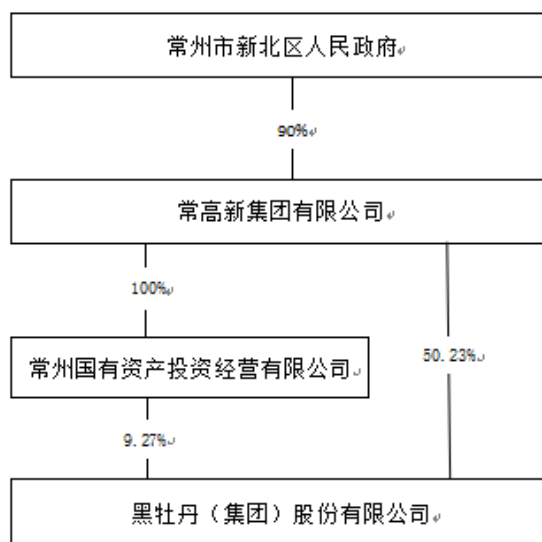 常州市新北区人民政府
90%
常高新集团有限公司
100%
50.23%
常州国有资产投资经营有限公司
9.27%
黑牡丹（集团）股份有限公司